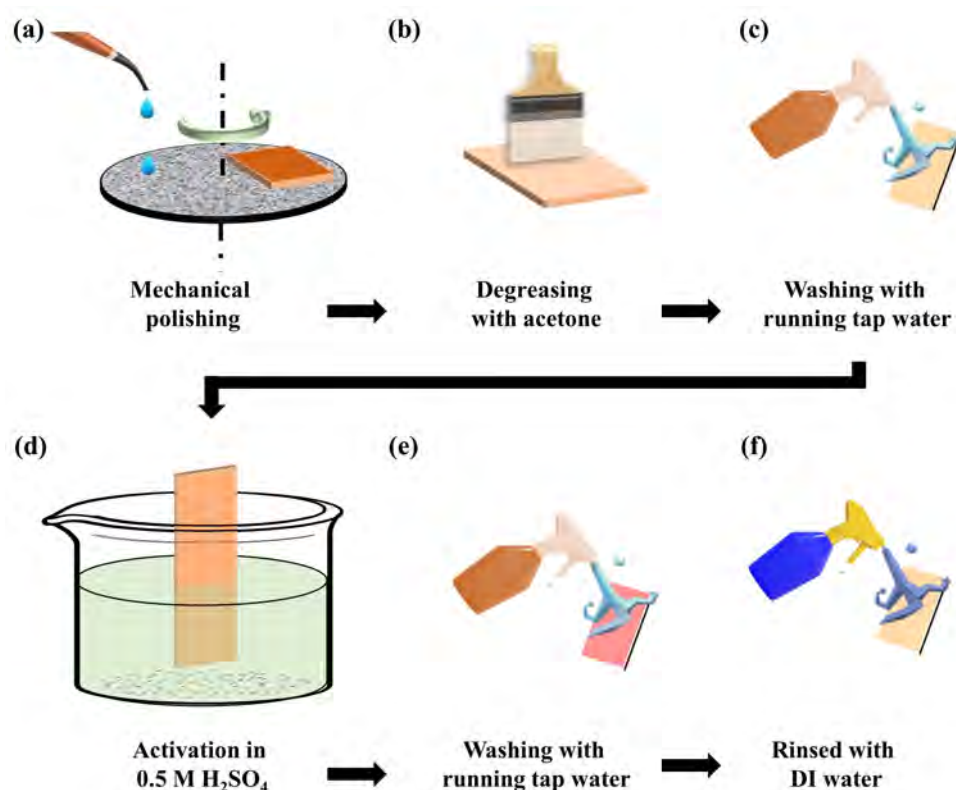 (a)
(b)
(c)
Mechanical
polishing
Degreasing
with acetone
Washing with
running tap water
(d)
(e)
(f)
Activation in
0.5 M H₂SO₄
Washing with
running tap water
Rinsed with
DI water